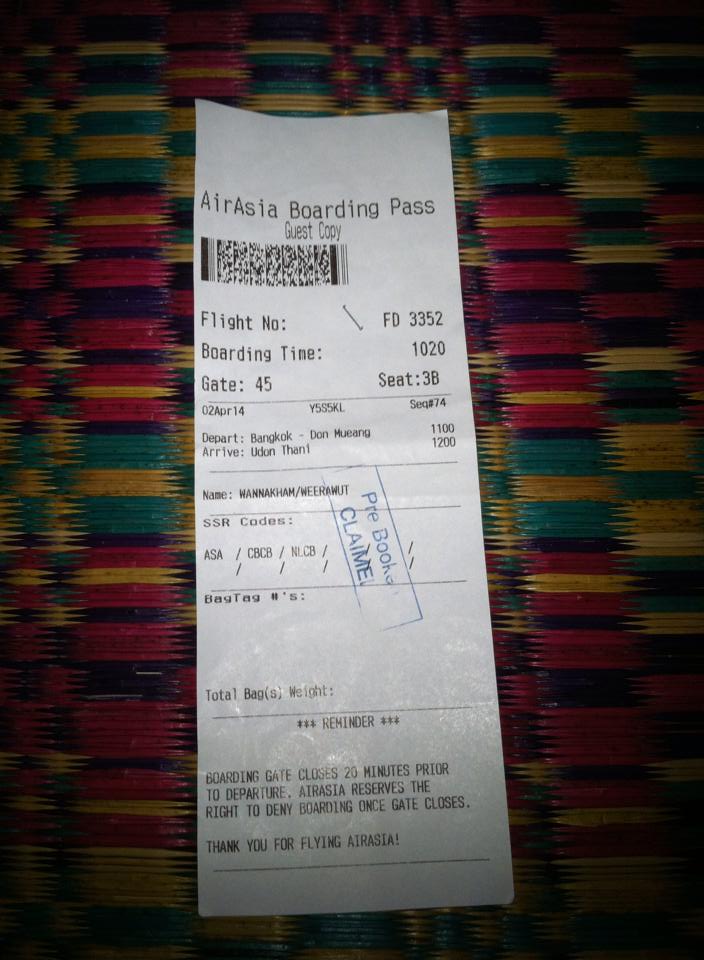 AirAsia Boarding Pass
Guest Copy
Flight No: FD 3352
Boarding Time: 1020
Gate: 45 Seat:3B
02Apr14 Y5S5KL Seq#74
Depart: Bangkok - Don Mueang 1100
Arrive: Udon Thani 1200
Name: WANNAKHAM/WEERAWUT
SSR Codes:
ASA / CBCB / NLCB / / /
/ / / / /
Pre
CLAIME
BagTag #'s:
Total Bag(s) Weight:
*** REMINDER ***
BOARDING GATE CLOSES 20 MINUTES PRIOR
TO DEPARTURE. AIRASIA RESERVES THE
RIGHT TO DENY BOARDING ONCE GATE CLOSES.
THANK YOU FOR FLYING AIRASIA!